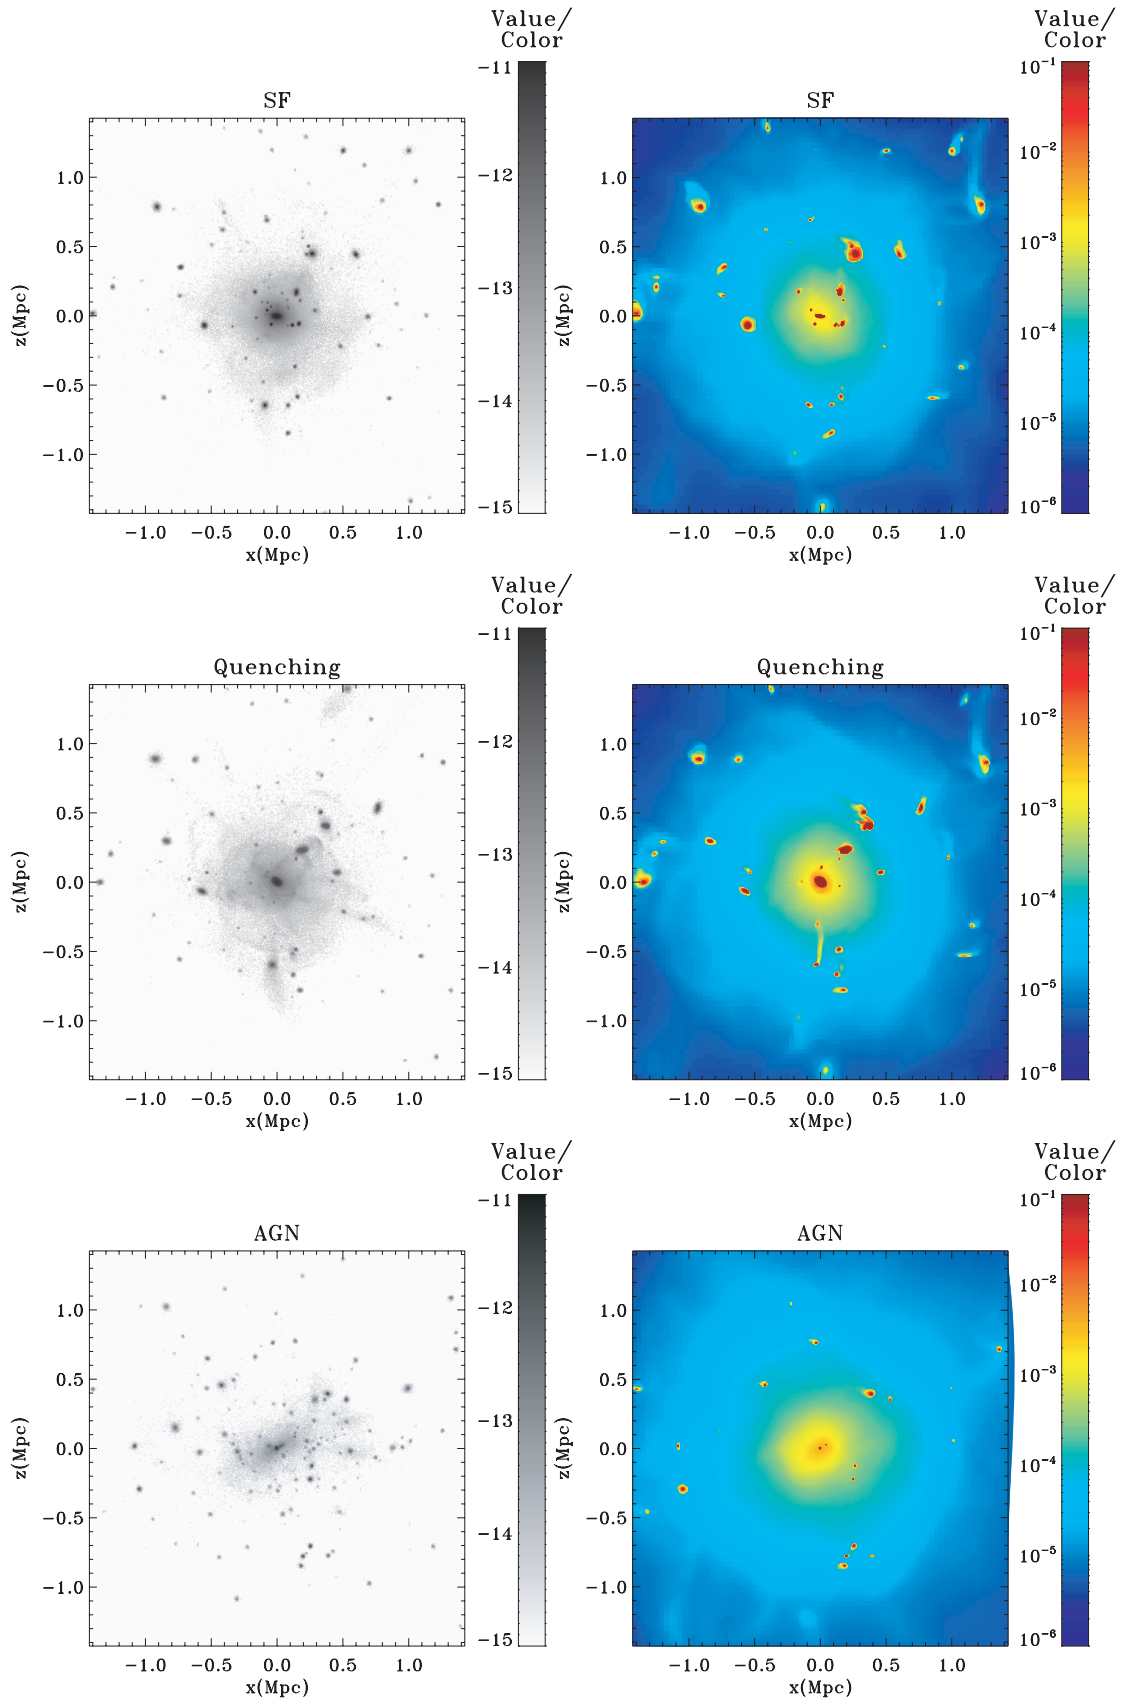 Value/
Color
Value/
Color
SF
SF
−11
−12
−13
−14
−15
10⁻¹
10⁻²
10⁻³
10⁻⁴
10⁻⁵
10⁻⁶
1.0
0.5
0.0
−0.5
−1.0
z(Mpc)
1.0
0.5
0.0
−0.5
−1.0
z(Mpc)
−1.0 −0.5 0.0 0.5 1.0
x(Mpc)
−1.0 −0.5 0.0 0.5 1.0
x(Mpc)
Value/
Color
Value/
Color
Quenching
Quenching
−11
−12
−13
−14
−15
10⁻¹
10⁻²
10⁻³
10⁻⁴
10⁻⁵
10⁻⁶
1.0
0.5
0.0
−0.5
−1.0
z(Mpc)
1.0
0.5
0.0
−0.5
−1.0
z(Mpc)
−1.0 −0.5 0.0 0.5 1.0
x(Mpc)
−1.0 −0.5 0.0 0.5 1.0
x(Mpc)
Value/
Color
Value/
Color
AGN
AGN
−11
−12
−13
−14
−15
10⁻¹
10⁻²
10⁻³
10⁻⁴
10⁻⁵
10⁻⁶
1.0
0.5
0.0
−0.5
−1.0
z(Mpc)
1.0
0.5
0.0
−0.5
−1.0
z(Mpc)
−1.0 −0.5 0.0 0.5 1.0
x(Mpc)
−1.0 −0.5 0.0 0.5 1.0
x(Mpc)